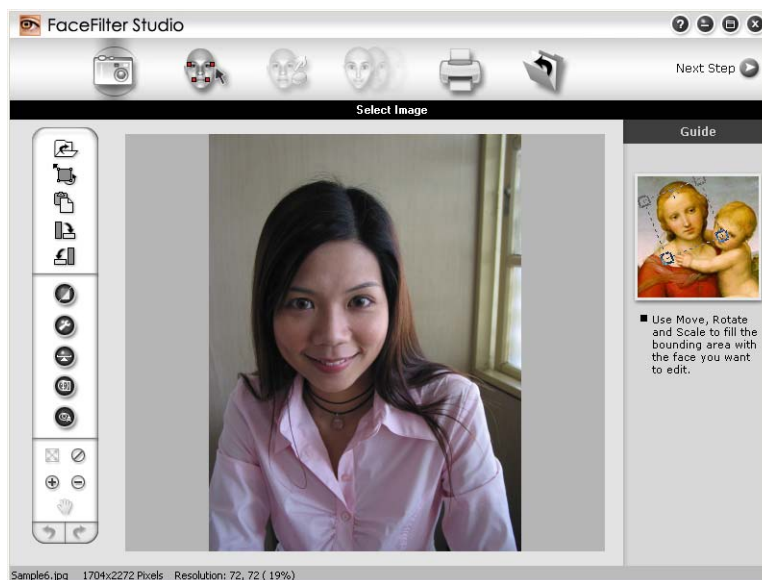 FaceFilter Studio
Next Step
Select Image
Guide
■ Use Move, Rotate
and Scale to fill the
bounding area with
the face you want
to edit.
Sample6.jpg 1704x2272 Pixels Resolution: 72, 72 ( 19%)